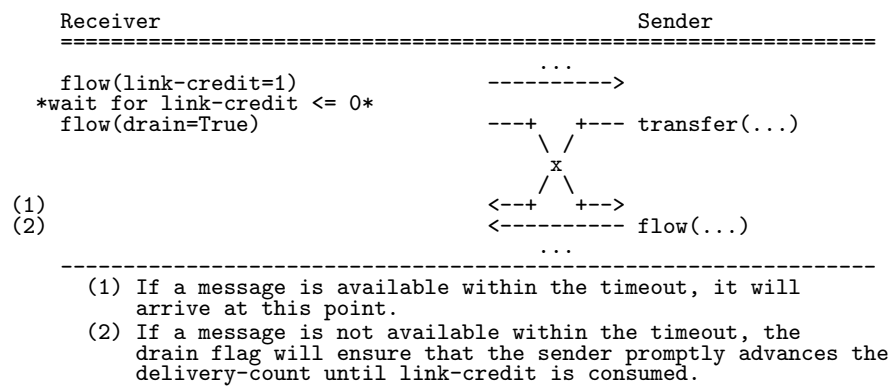 Receiver                                              Sender
=================================================================
                                      ...
flow(link-credit=1)               ---------->
*wait for link-credit <= 0*
flow(drain=True)                  ---+   +--- transfer(...)
                                      \ /
                                       x
                                      / \
(1)                               <--+   +-->
(2)                               <---------- flow(...)
                                      ...
-----------------------------------------------------------------
(1) If a message is available within the timeout, it will
arrive at this point.
(2) If a message is not available within the timeout, the
drain flag will ensure that the sender promptly advances the
delivery-count until link-credit is consumed.